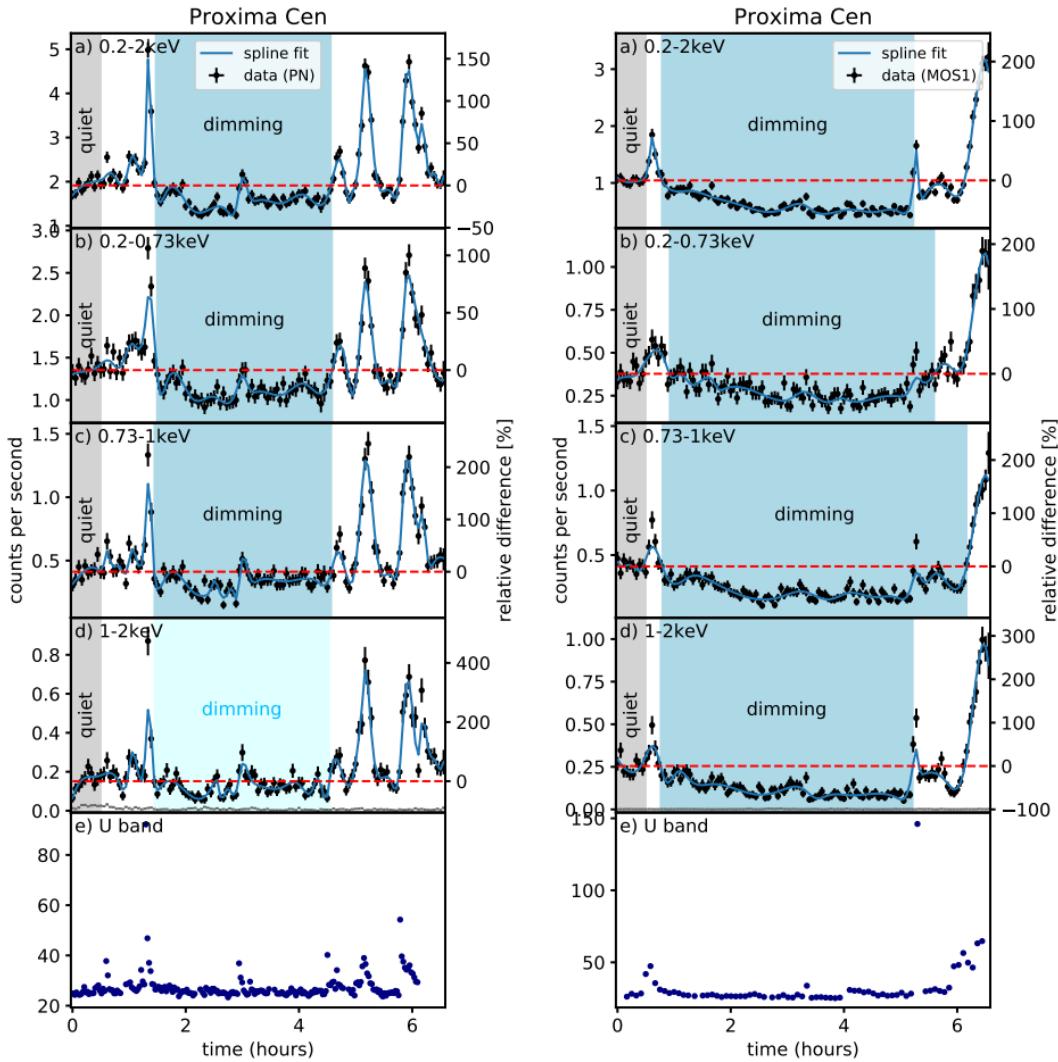 Proxima Cen
a) 0.2-2keV
spline fit
data (PN)
quiet
dimming
5
4
3
2
1
150
100
50
0
−50
b) 0.2-0.73keV
quiet
dimming
3.0
2.5
2.0
1.5
1.0
100
50
0
c) 0.73-1keV
quiet
dimming
1.5
1.0
0.5
200
100
0
counts per second
relative difference [%]
d) 1-2keV
quiet
dimming
0.8
0.6
0.4
0.2
0.0
400
200
0
e) U band
80
60
40
20
0 2 4 6
time (hours)
Proxima Cen
a) 0.2-2keV
spline fit
data (MOS1)
quiet
dimming
3
2
1
200
100
0
b) 0.2-0.73keV
quiet
dimming
1.00
0.75
0.50
0.25
200
100
0
c) 0.73-1keV
quiet
dimming
1.5
1.0
0.5
200
100
0
counts per second
relative difference [%]
d) 1-2keV
quiet
dimming
1.00
0.75
0.50
0.25
0.00
300
200
100
0
−100
e) U band
150
100
50
0 2 4 6
time (hours)